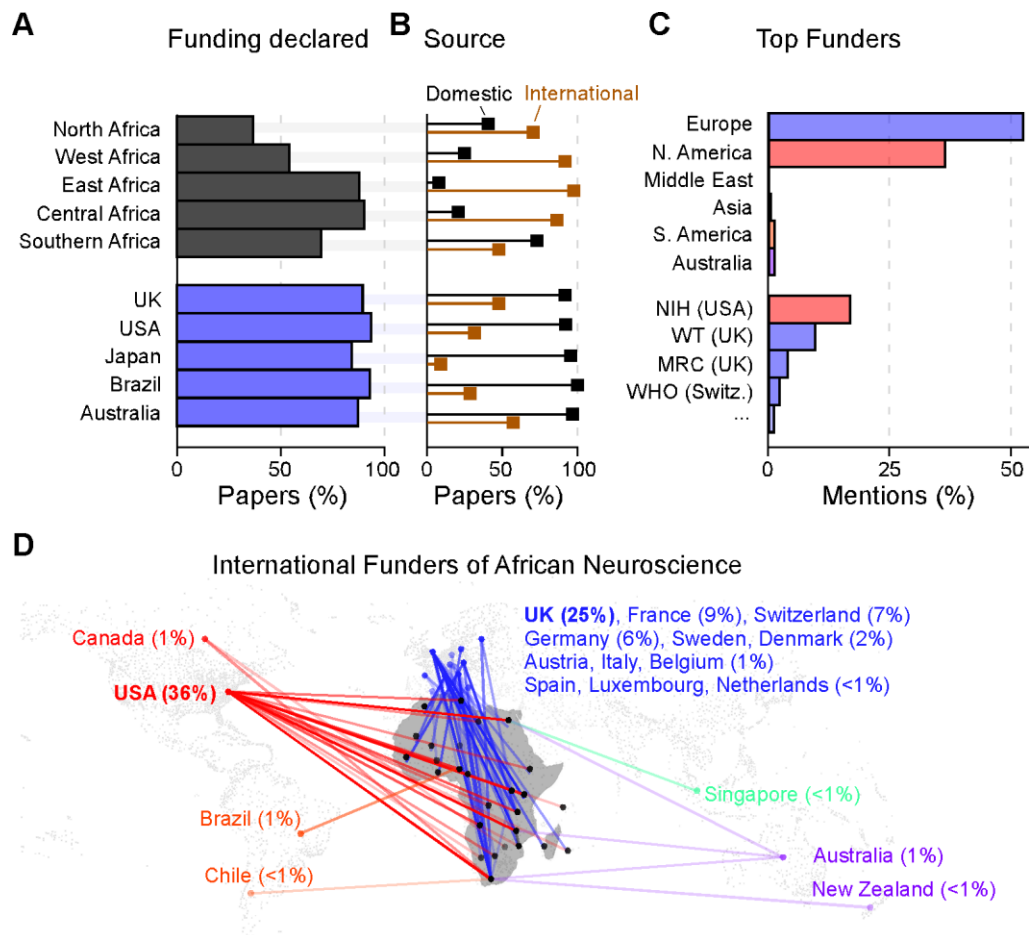 A
Funding declared
B
Source
C
Top Funders
Domestic
International
North Africa
West Africa
East Africa
Central Africa
Southern Africa
UK
USA
Japan
Brazil
Australia
0
50
100
Papers (%)
0
50
100
Papers (%)
Europe
N. America
Middle East
Asia
S. America
Australia
NIH (USA)
WT (UK)
MRC (UK)
WHO (Switz.)
...
0
25
50
Mentions (%)
D
International Funders of African Neuroscience
UK (25%), France (9%), Switzerland (7%)
Germany (6%), Sweden, Denmark (2%)
Austria, Italy, Belgium (1%)
Spain, Luxembourg, Netherlands (<1%)
Canada (1%)
USA (36%)
Brazil (1%)
Chile (<1%)
Singapore (<1%)
Australia (1%)
New Zealand (<1%)